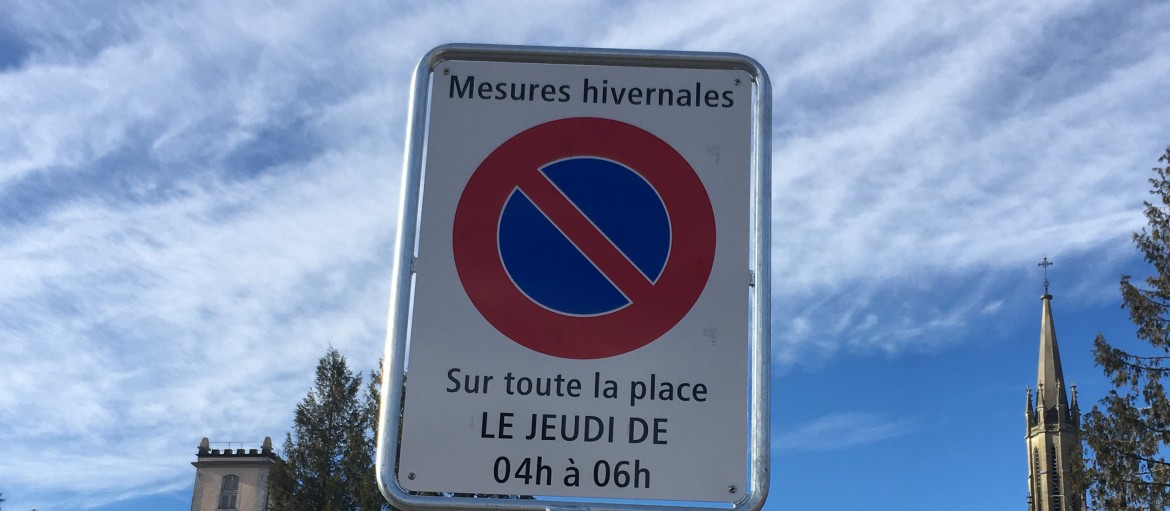 Mesures hivernales
Sur toute la place
LE JEUDI DE
04h à 06h